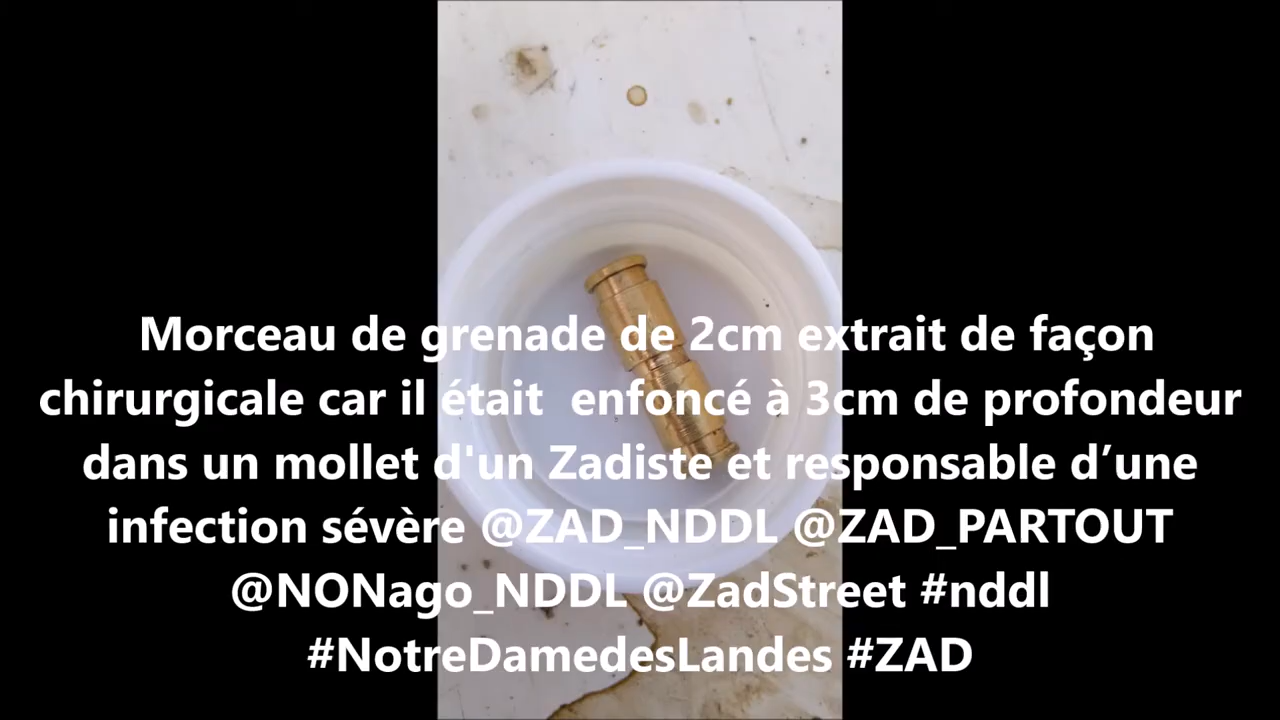 Morceau de grenade de 2cm extrait de façon
chirurgicale car il était  enfoncé à 3cm de profondeur
dans un mollet d'un Zadiste et responsable d’une
infection sévère @ZAD_NDDL @ZAD_PARTOUT
@NONago_NDDL @ZadStreet #nddl
#NotreDamedesLandes #ZAD